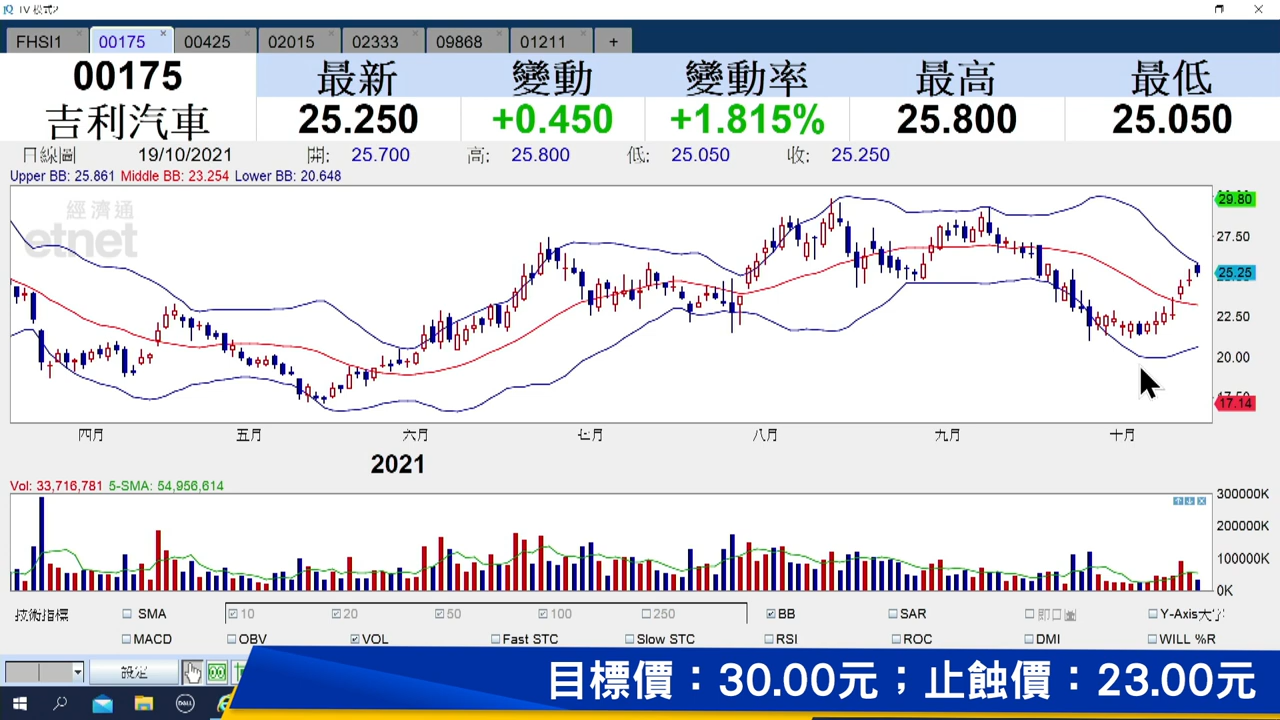 TV 模式2
FHSI1 00175 00425 02015 02333 09868 01211 +
00175 最新 變動 變動率 最高 最低
吉利汽車 25.250 +0.450 +1.815% 25.800 25.050
日線圖 19/10/2021 開: 25.700 高: 25.800 低: 25.050 收: 25.250
Upper BB: 25.861 Middle BB: 23.254 Lower BB: 20.648
經濟通
etnet
29.80
27.50
25.25
22.50
20.00
17.14
四月 五月 六月 七月 八月 九月 十月
2021
Vol: 33,716,781 5-SMA: 54,956,614
300000K
200000K
100000K
0K
技術指標 SMA 10 20 50 100 250 BB SAR 即日圖 Y-Axis大字
MACD OBV VOL Fast STC Slow STC RSI ROC DMI WILL %R
設定
目標價：30.00元；止蝕價：23.00元
DELL